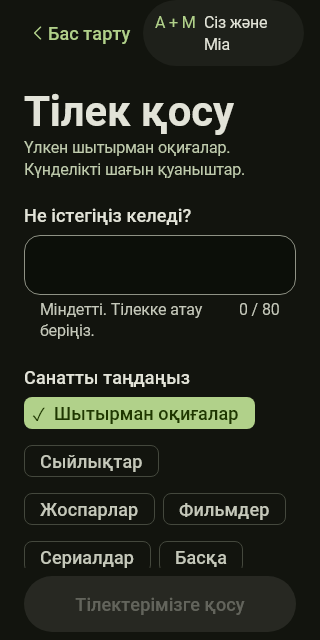 Бас тарту
A + M Сіз және
Mia
Тілек қосу
Үлкен шытырман оқиғалар.
Күнделікті шағын қуаныштар.
Не істегіңіз келеді?
Міндетті. Тілекке атау
беріңіз.
0 / 80
Санатты таңдаңыз
✓ Шытырман оқиғалар
Сыйлықтар
Жоспарлар Фильмдер
Сериалдар Басқа
Тілектерімізге қосу